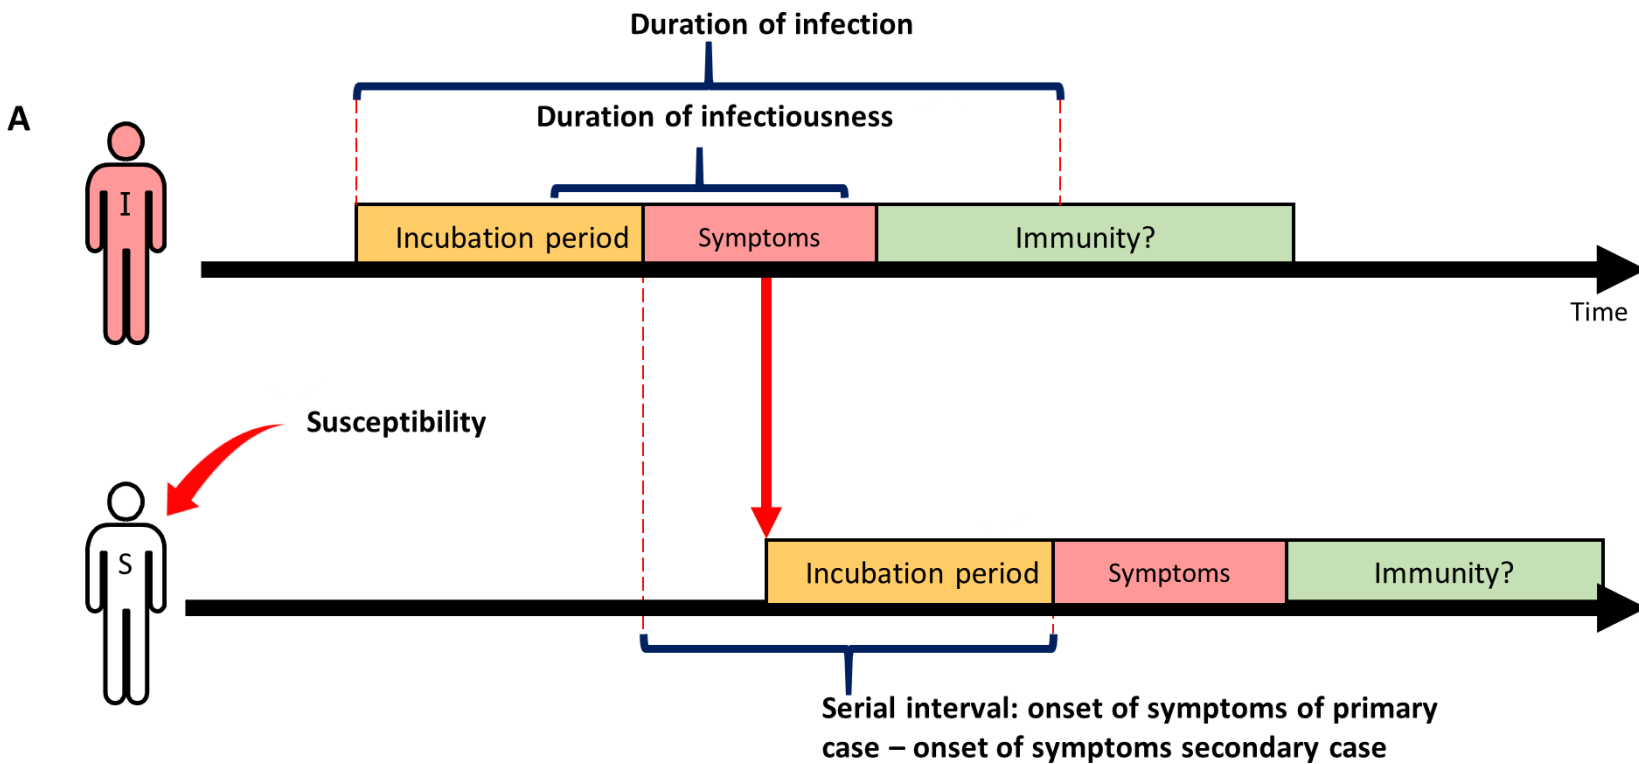 Duration of infection
A
Duration of infectiousness
I
Incubation period
Symptoms
Immunity?
Time
Susceptibility
S
Incubation period
Symptoms
Immunity?
Serial interval: onset of symptoms of primary
case – onset of symptoms secondary case